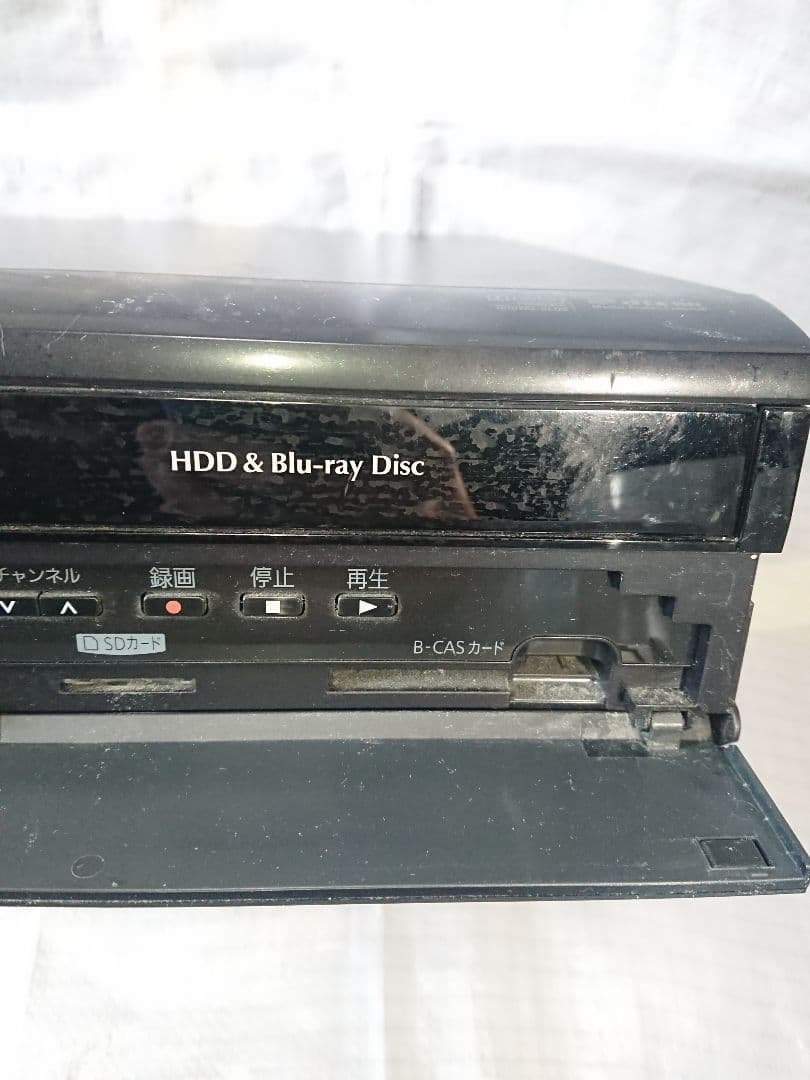 HDD & Blu-ray Disc
チャンネル
録画
停止
再生
SDカード
B-CASカード